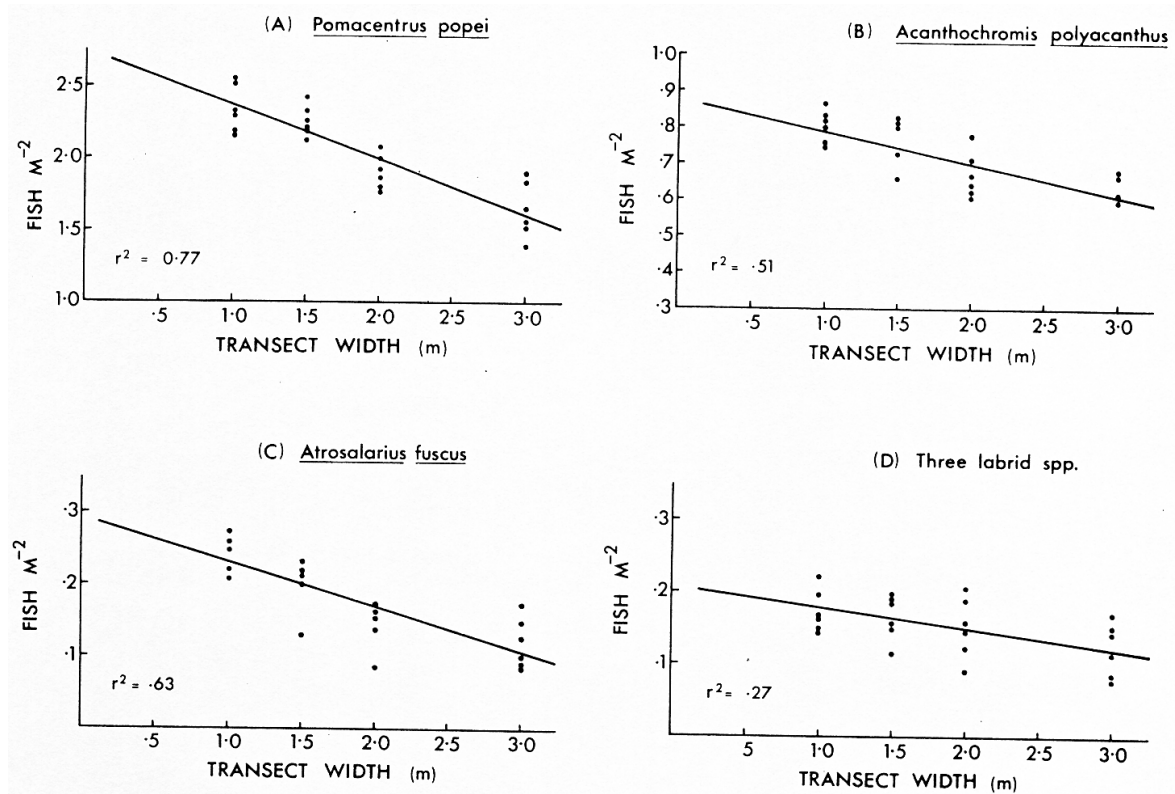 (A) Pomacentrus popei
2·5
2·0
1·5
1·0
FISH M⁻²
r² = 0·77
·5 1·0 1·5 2·0 2·5 3·0
TRANSECT WIDTH (m)
(B) Acanthochromis polyacanthus
1·0
·9
·8
·7
·6
·5
·4
·3
FISH M⁻²
r² = ·51
·5 1·0 1·5 2·0 2·5 3·0
TRANSECT WIDTH (m)
(C) Atrosalarius fuscus
·3
·2
·1
FISH M⁻²
r² = ·63
·5 1·0 1·5 2·0 2·5 3·0
TRANSECT WIDTH (m)
(D) Three labrid spp.
·3
·2
·1
FISH M⁻²
r² = ·27
5 1·0 1·5 2·0 2·5 3·0
TRANSECT WIDTH (m)